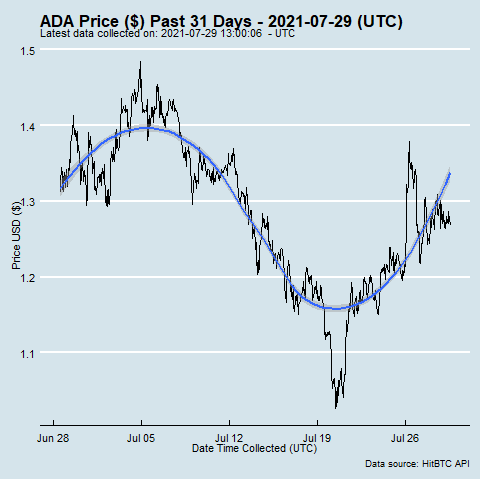 ADA Price ($) Past 31 Days - 2021-07-29 (UTC)
Latest data collected on: 2021-07-29 13:00:06  - UTC
1.5
1.4
1.3
1.2
1.1
Price USD ($)
Jun 28
Jul 05
Jul 12
Jul 19
Jul 26
Date Time Collected (UTC)
Data source: HitBTC API